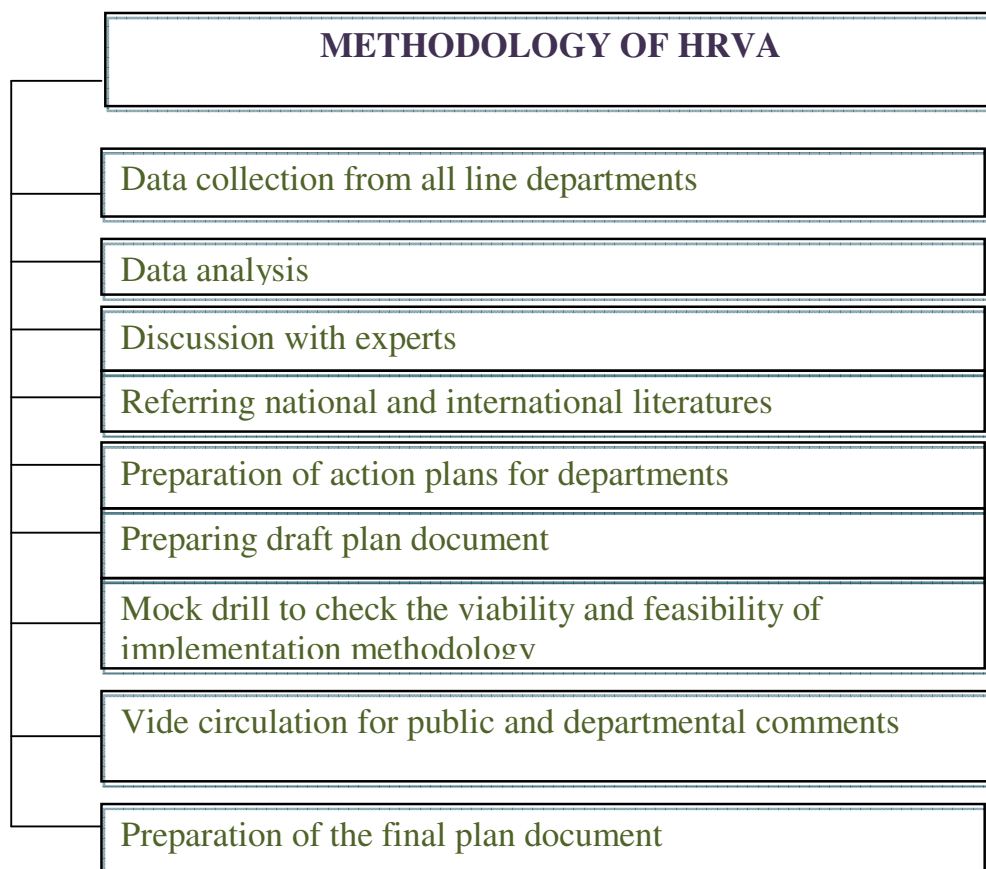 METHODOLOGY OF HRVA
Data collection from all line departments
Data analysis
Discussion with experts
Referring national and international literatures
Preparation of action plans for departments
Preparing draft plan document
Mock drill to check the viability and feasibility of
implementation methodology
Vide circulation for public and departmental comments
Preparation of the final plan document